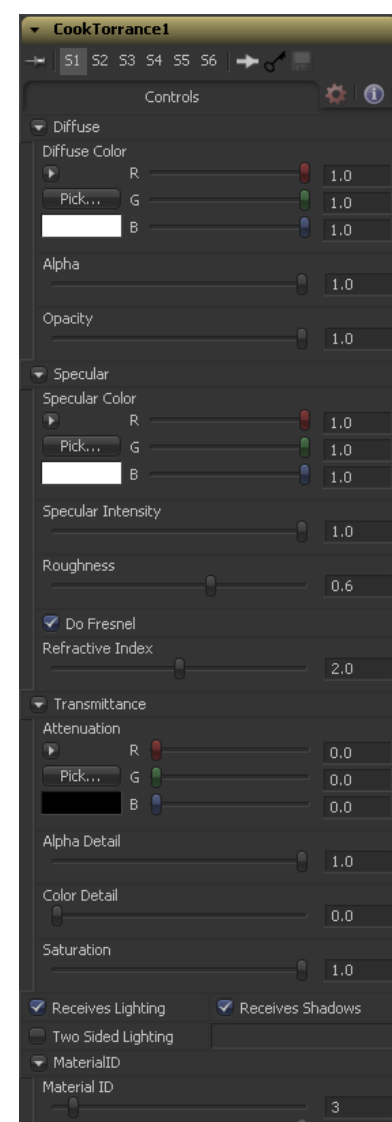 CookTorrance1
S1 S2 S3 S4 S5 S6
Controls
Diffuse
Diffuse Color
R 1.0
Pick... G 1.0
B 1.0
Alpha
1.0
Opacity
1.0
Specular
Specular Color
R 1.0
Pick... G 1.0
B 1.0
Specular Intensity
1.0
Roughness
0.6
Do Fresnel
Refractive Index
2.0
Transmittance
Attenuation
R 0.0
Pick... G 0.0
B 0.0
Alpha Detail
1.0
Color Detail
0.0
Saturation
1.0
Receives Lighting Receives Shadows
Two Sided Lighting
MaterialID
Material ID
3